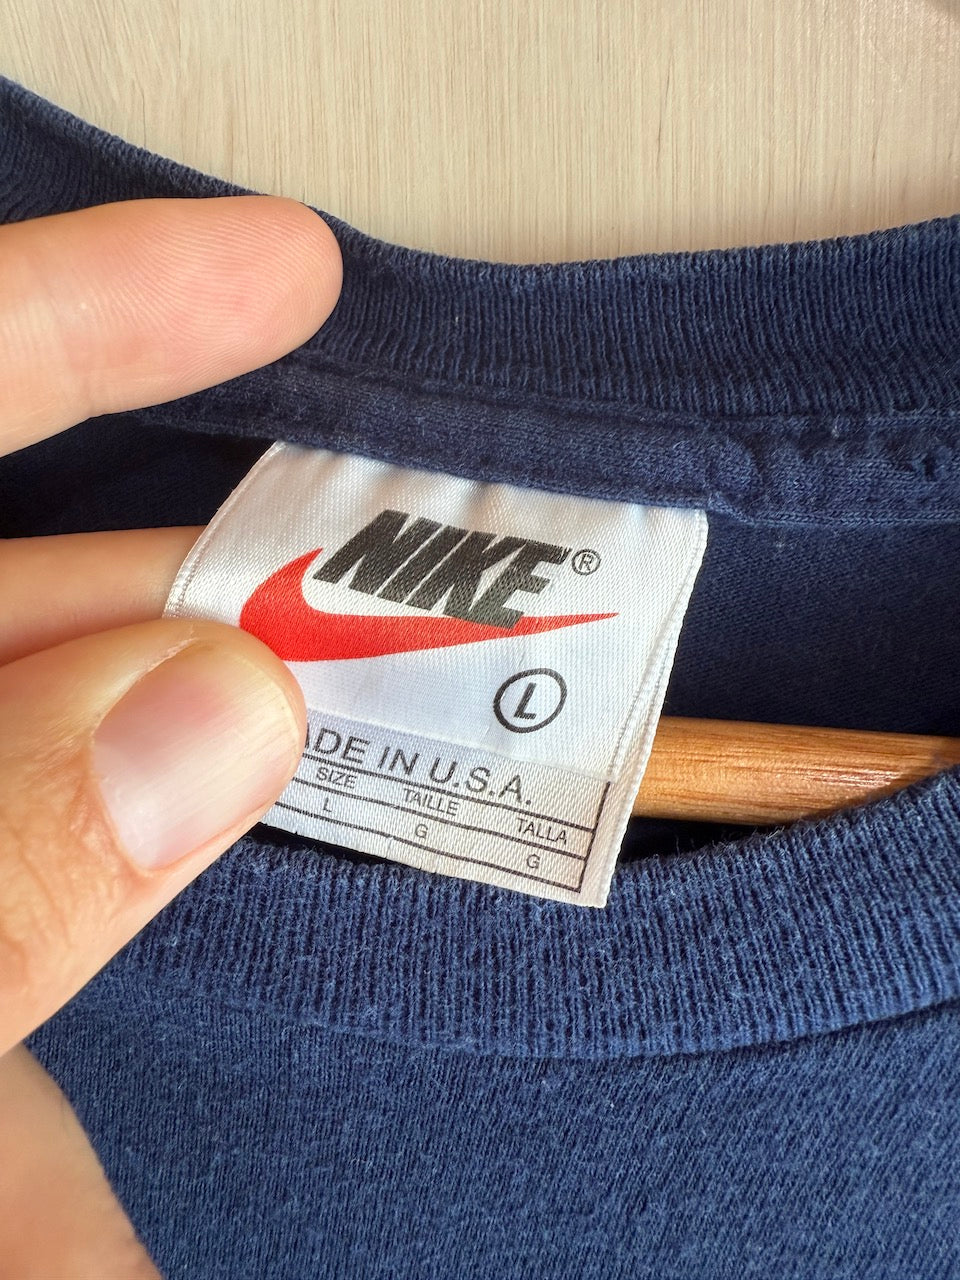 NIKE®
L
ADE IN U.S.A.
SIZE TAILLE TALLA
L G G